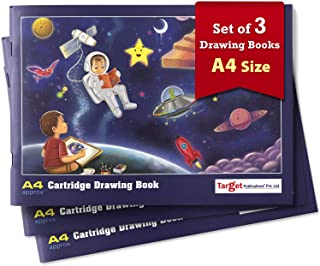 Set of 3
Drawing Books
A4 Size
A4 Cartridge Drawing Book
approx
Target Publications® Pvt. Ltd.
A4 Cartridge Drawing Book
approx
A4 Cartridge Drawing Book
approx